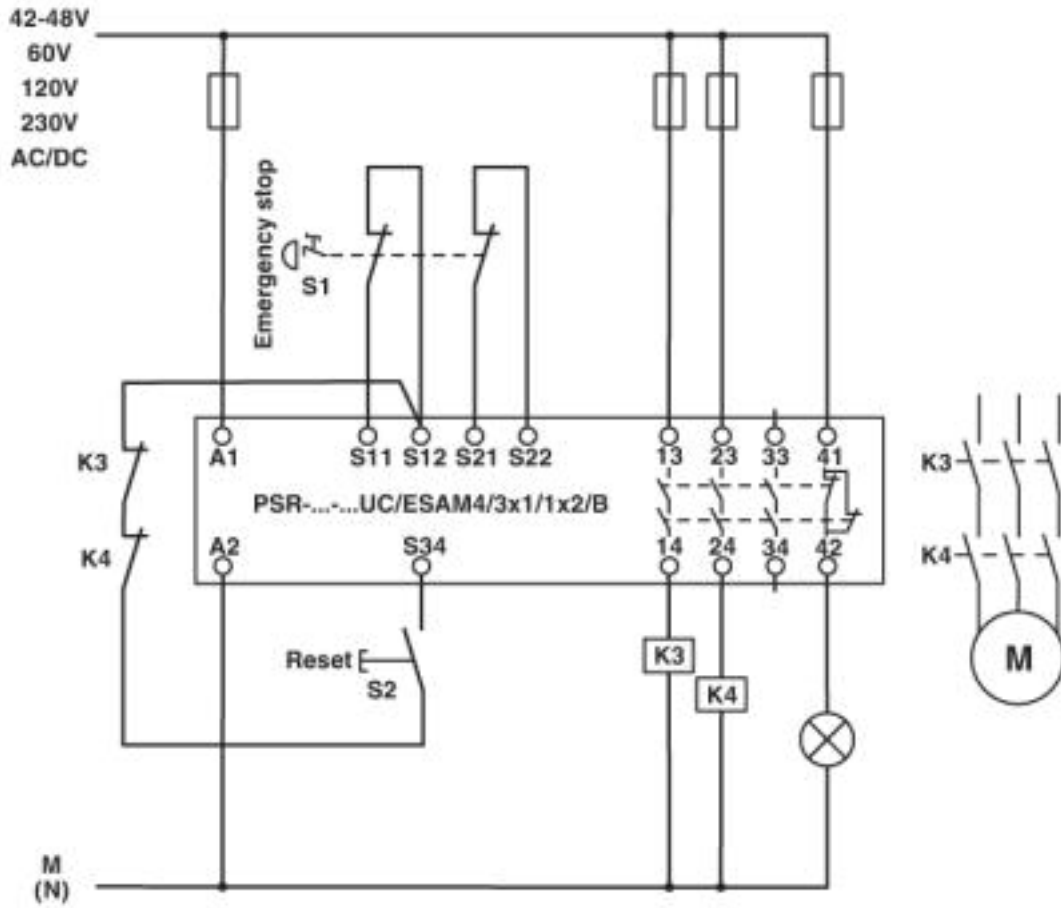 42-48V
60V
120V
230V
AC/DC
Emergency stop
S1
A1
S11
S12
S21
S22
13
23
33
41
K3
K3
PSR-...-...UC/ESAM4/3x1/1x2/B
K4
A2
S34
14
24
34
42
K4
Reset
S2
K3
K4
M
M
(N)